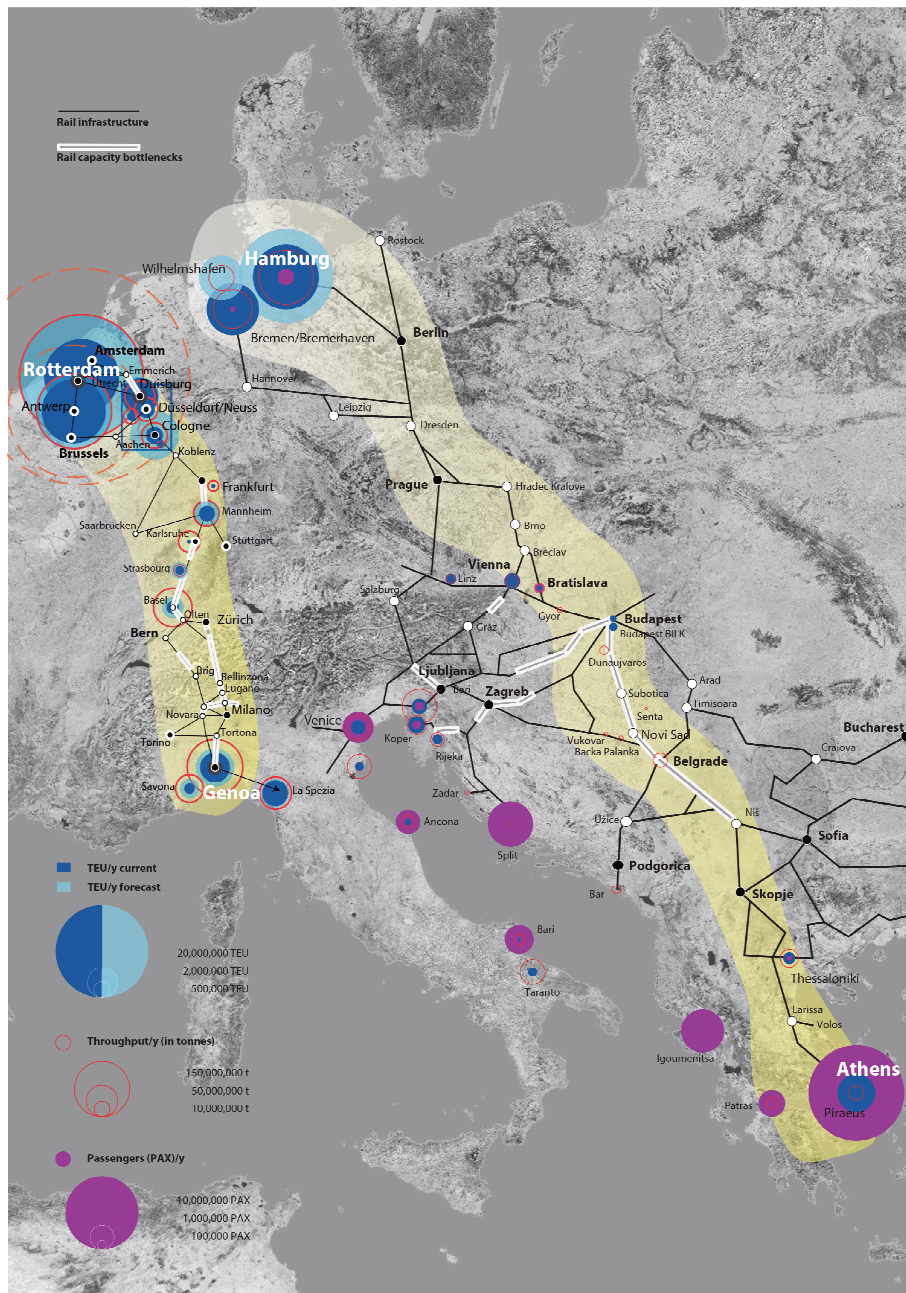 Rail infrastructure
Rail capacity bottlenecks
Rostock
Wilhelmshafen
Hamburg
Bremen/Bremerhaven
Berlin
Amsterdam
Emmerich
Rotterdam
Utrecht
Duisburg
Hannover
Antwerp
Düsseldorf/Neuss
Leipzig
Cologne
Dresden
Aachen
Brussels
Koblenz
Prague
Hradec Kralove
Frankfurt
Mannheim
Saarbrücken
Karlsruhe
Brno
Stuttgart
Breclav
Strasbourg
Vienna
Linz
Bratislava
Salzburg
Basel
Olten
Gyor
Zürich
Budapest
Graz
Budapest BILK
Bern
Dunaujvaros
Brig
Bellinzona
Ljubljana
Lugano
Zagreb
Subotica
Arad
Milano
Novara
Timisoara
Senta
Venice
Koper
Tortona
Torino
Rijeka
Vukovar
Novi Sad
Backa Palanka
Bucharest
Crajova
Belgrade
Savona
Genoa
La Spezia
Zadar
Ancona
Split
Užice
Niš
Sofia
Podgorica
Bar
Skopje
TEU/y current
TEU/y forecast
20,000,000 TEU
2,000,000 TEU
500,000 TEU
Bari
Taranto
Thessaloniki
Larissa
Volos
Igoumenitsa
Throughput/y (in tonnes)
150,000,000 t
50,000,000 t
10,000,000 t
Athens
Patras
Piraeus
Passengers (PAX)/y
10,000,000 PAX
1,000,000 PAX
100,000 PAX